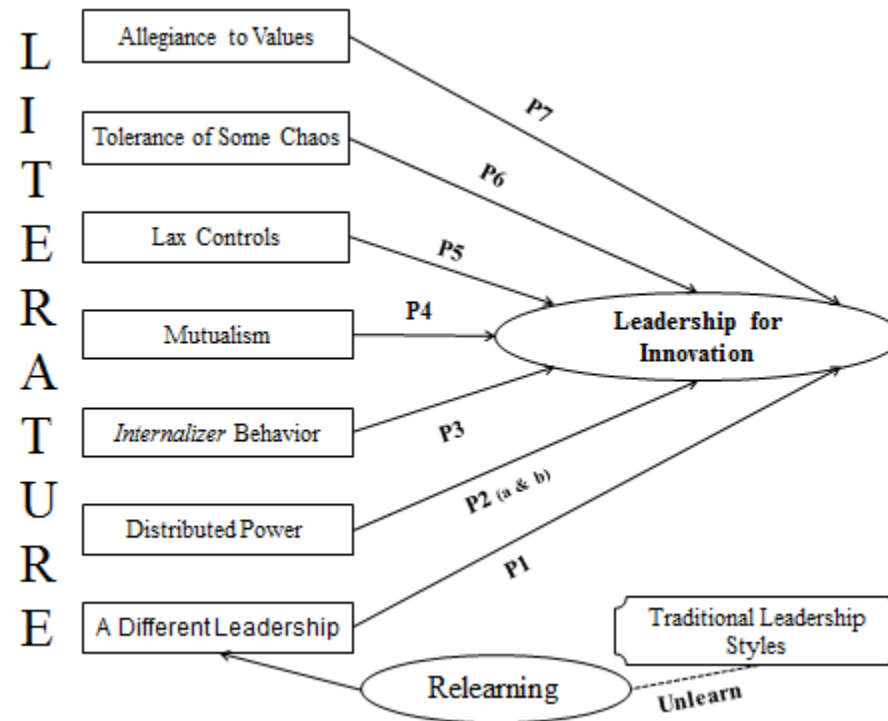 LITERATURE
Allegiance to Values
P7
Tolerance of Some Chaos
P6
Lax Controls
P5
Mutualism
P4
Leadership for
Innovation
Internalizer Behavior
P3
Distributed Power
P2 (a & b)
A Different Leadership
P1
Traditional Leadership
Styles
Relearning
Unlearn